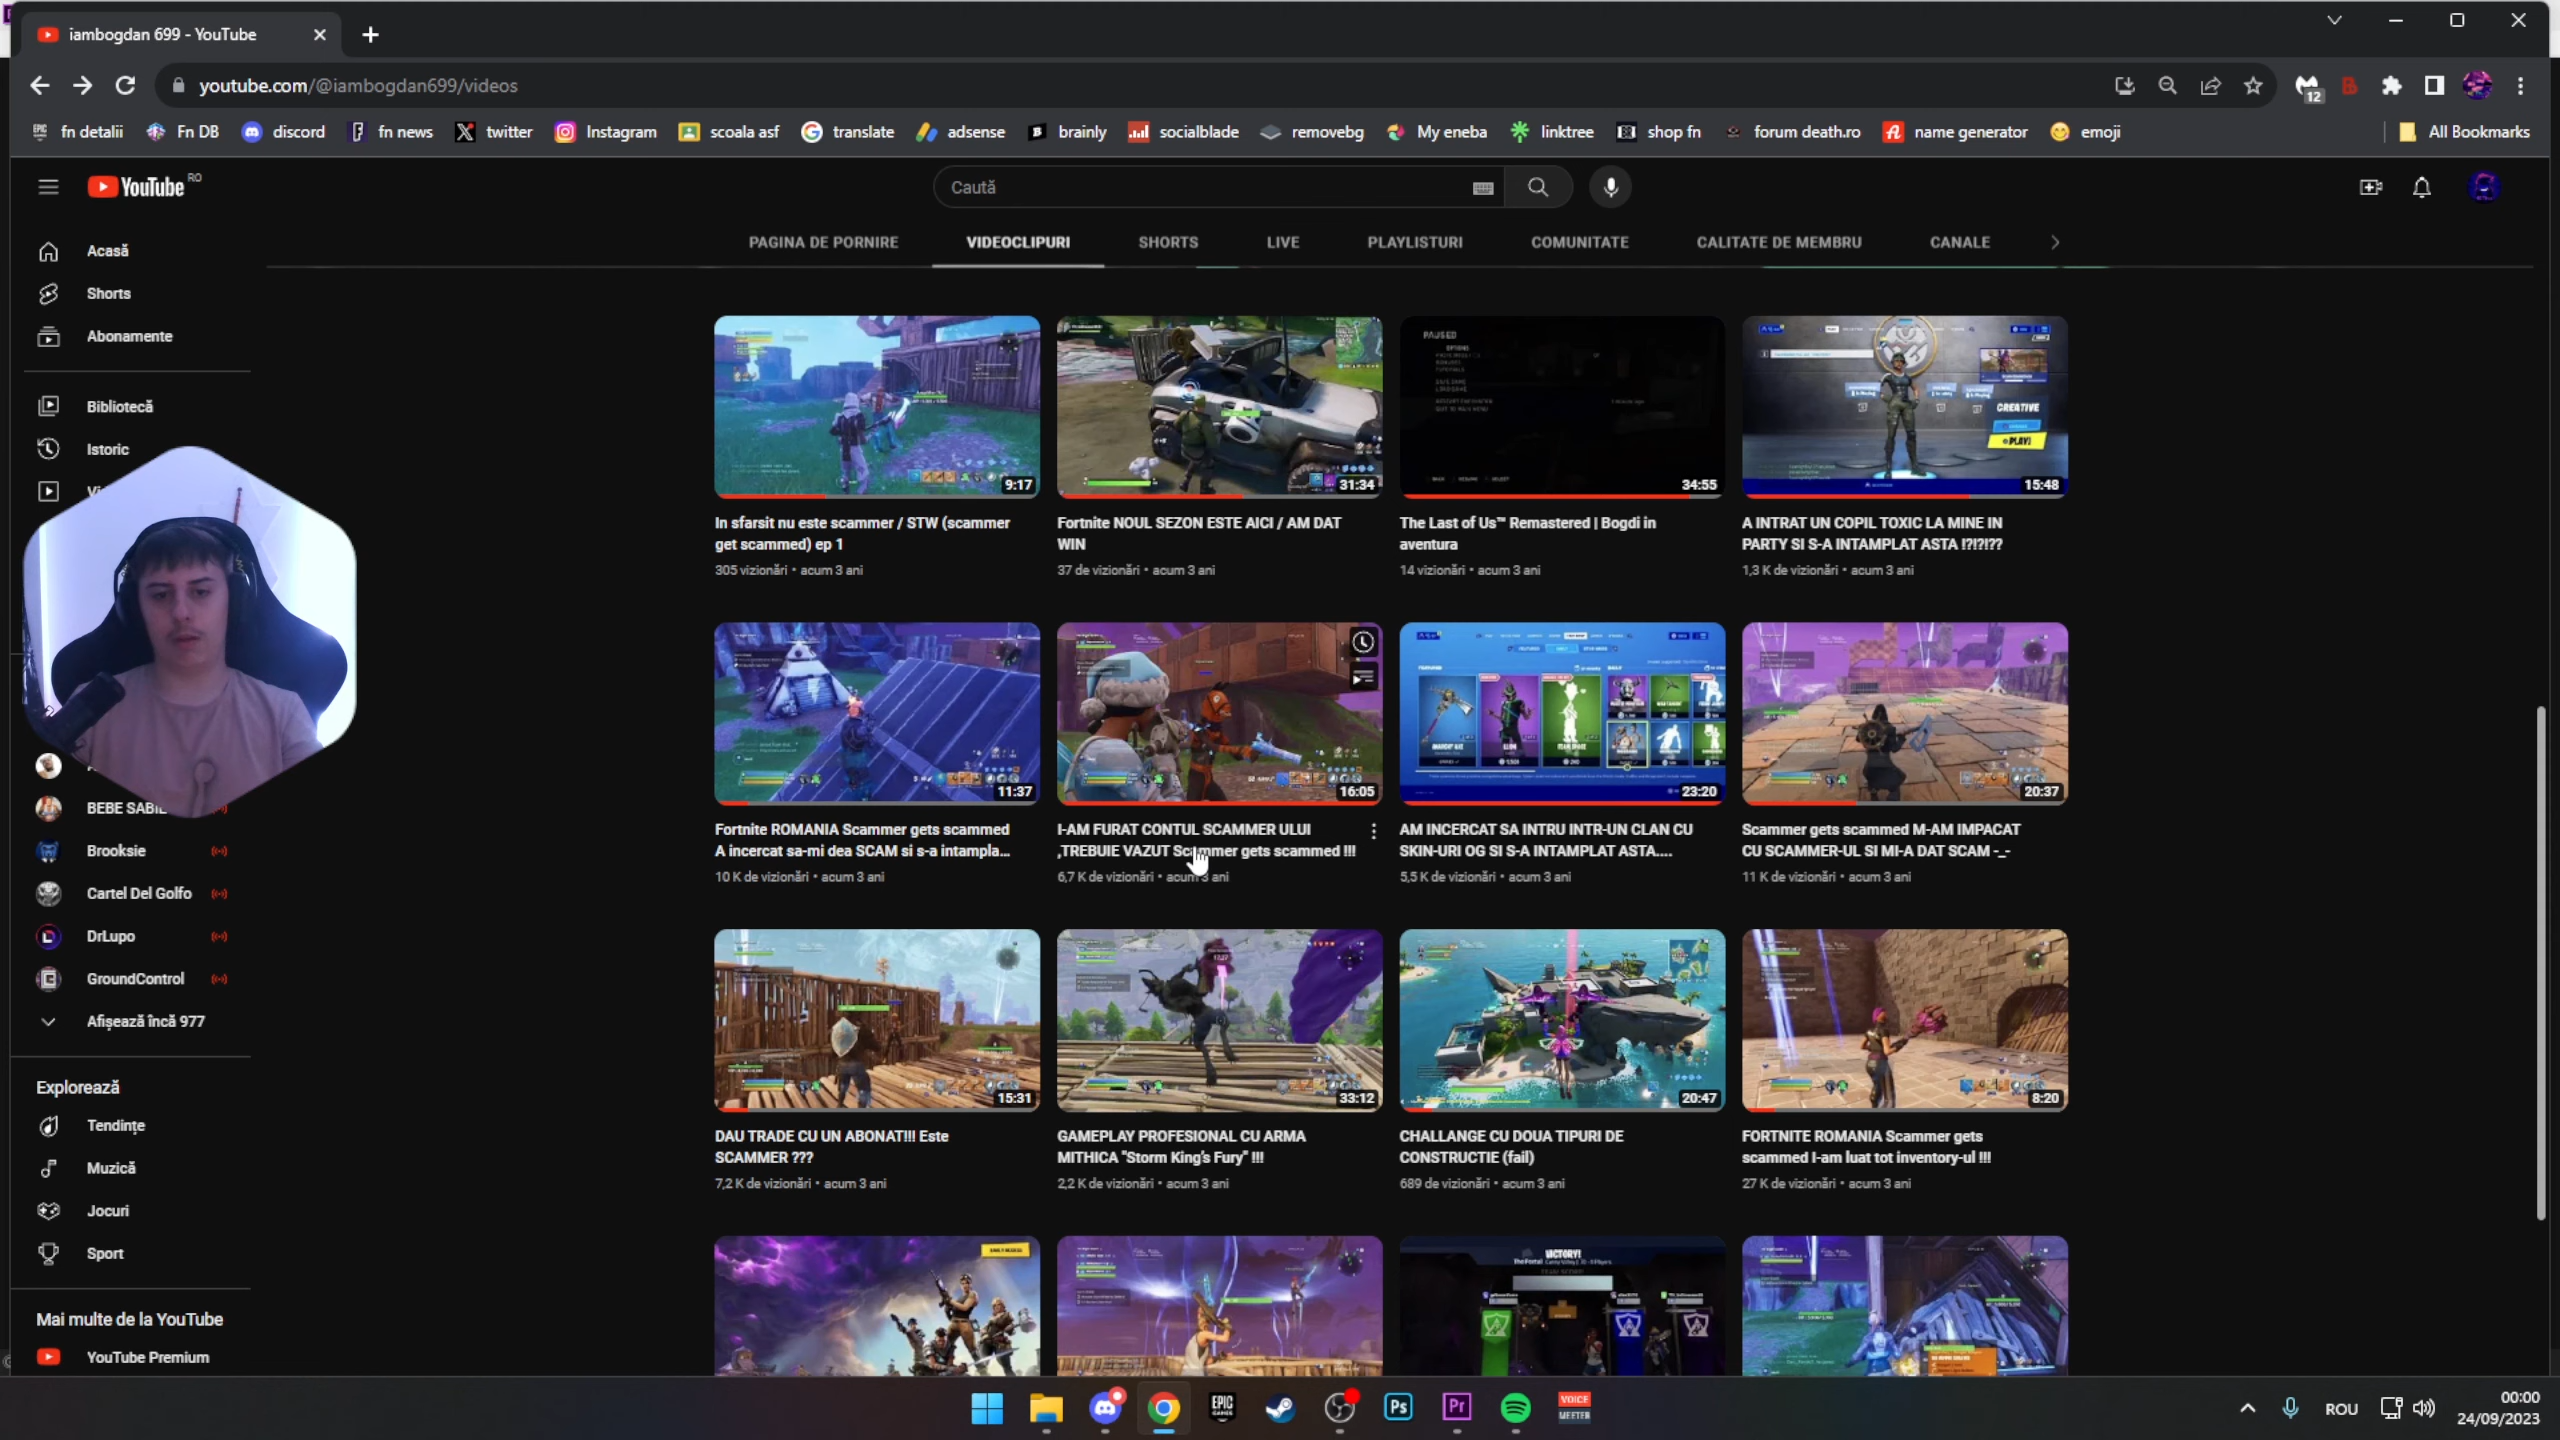 iambogdan 699 - YouTube
youtube.com/@iambogdan699/videos
12
fn detalii
Fn DB
discord
fn news
twitter
Instagram
scoala asf
translate
adsense
brainly
socialblade
removebg
My eneba
linktree
shop fn
forum death.ro
name generator
emoji
All Bookmarks
YouTube RO
Caută
PAGINA DE PORNIRE
VIDEOCLIPURI
SHORTS
LIVE
PLAYLISTURI
COMUNITATE
CALITATE DE MEMBRU
CANALE
Acasă
Shorts
Abonamente
Bibliotecă
Istoric
BEBE
Brooksie
Cartel Del Golfo
DrLupo
GroundControl
Afișează încă 977
Explorează
Tendințe
Muzică
Jocuri
Sport
Mai multe de la YouTube
YouTube Premium
9:17
In sfarsit nu este scammer / STW (scammer
get scammed) ep 1
305 vizionări • acum 3 ani
31:34
Fortnite NOUL SEZON ESTE AICI / AM DAT
WIN
37 de vizionări • acum 3 ani
PAUSED
34:55
The Last of Us™ Remastered | Bogdi in
aventura
14 vizionări • acum 3 ani
CREATIVE
PLAY!
15:48
A INTRAT UN COPIL TOXIC LA MINE IN
PARTY SI S-A INTAMPLAT ASTA !?!?!??
1,3 K de vizionări • acum 3 ani
11:37
Fortnite ROMANIA Scammer gets scammed
A incercat sa-mi dea SCAM si s-a intampla...
10 K de vizionări • acum 3 ani
16:05
I-AM FURAT CONTUL SCAMMER ULUI
,TREBUIE VAZUT Scammer gets scammed !!!
6,7 K de vizionări • acum 3 ani
23:20
AM INCERCAT SA INTRU INTR-UN CLAN CU
SKIN-URI OG SI S-A INTAMPLAT ASTA....
5,5 K de vizionări • acum 3 ani
20:37
Scammer gets scammed M-AM IMPACAT
CU SCAMMER-UL SI MI-A DAT SCAM -_-
11 K de vizionări • acum 3 ani
15:31
DAU TRADE CU UN ABONAT!!! Este
SCAMMER ???
7,2 K de vizionări • acum 3 ani
33:12
GAMEPLAY PROFESIONAL CU ARMA
MITHICA "Storm King's Fury" !!!
2,2 K de vizionări • acum 3 ani
20:47
CHALLANGE CU DOUA TIPURI DE
CONSTRUCTIE (fail)
689 de vizionări • acum 3 ani
8:20
FORTNITE ROMANIA Scammer gets
scammed I-am luat tot inventory-ul !!!
27 K de vizionări • acum 3 ani
VICTORY!
EPIC GAMES
Ps
Pr
VOICE
MEETER
ROU
00:00
24/09/2023